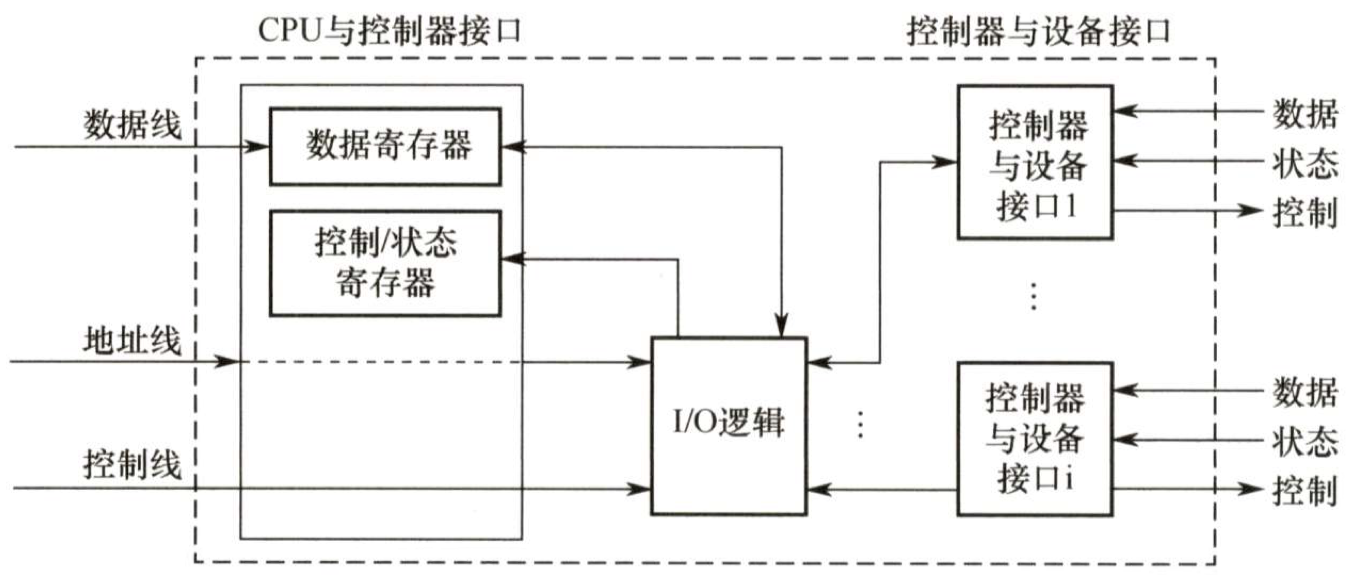 CPU与控制器接口
控制器与设备接口
数据线
数据寄存器
控制/状态
寄存器
地址线
控制线
I/O逻辑
⋮
控制器
与设备
接口1
数据
状态
控制
⋮
控制器
与设备
接口i
数据
状态
控制